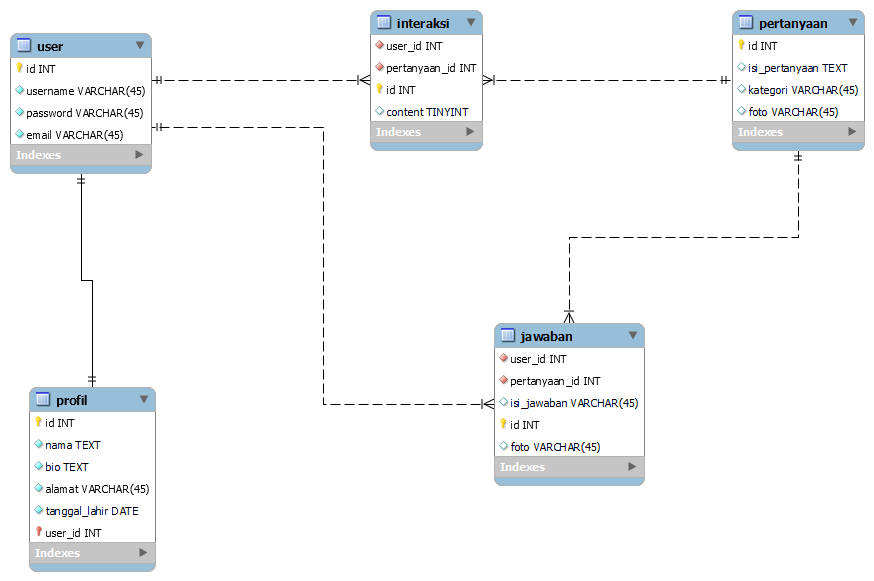 user
id INT
username VARCHAR(45)
password VARCHAR(45)
email VARCHAR(45)
Indexes
interaksi
user_id INT
pertanyaan_id INT
id INT
content TINYINT
Indexes
pertanyaan
id INT
isi_pertanyaan TEXT
kategori VARCHAR(45)
foto VARCHAR(45)
Indexes
profil
id INT
nama TEXT
bio TEXT
alamat VARCHAR(45)
tanggal_lahir DATE
user_id INT
Indexes
jawaban
user_id INT
pertanyaan_id INT
isi_jawaban VARCHAR(45)
id INT
foto VARCHAR(45)
Indexes